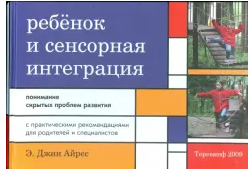 ребёнок
и сенсорная
интеграция
понимание
скрытых проблем развития
с практическими рекомендациями
для родителей и специалистов
Э. Джин Айрес
Теревинф 2009